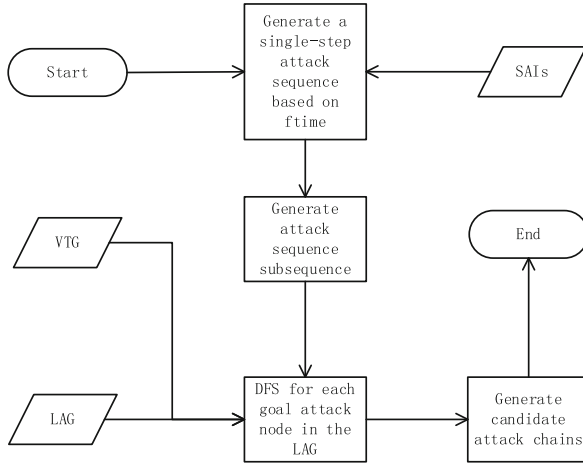 Start
Generate a
single-step
attack
sequence
based on
ftime
SAIs
VTG
Generate
attack
sequence
subsequence
End
LAG
DFS for each
goal attack
node in the
LAG
Generate
candidate
attack chains